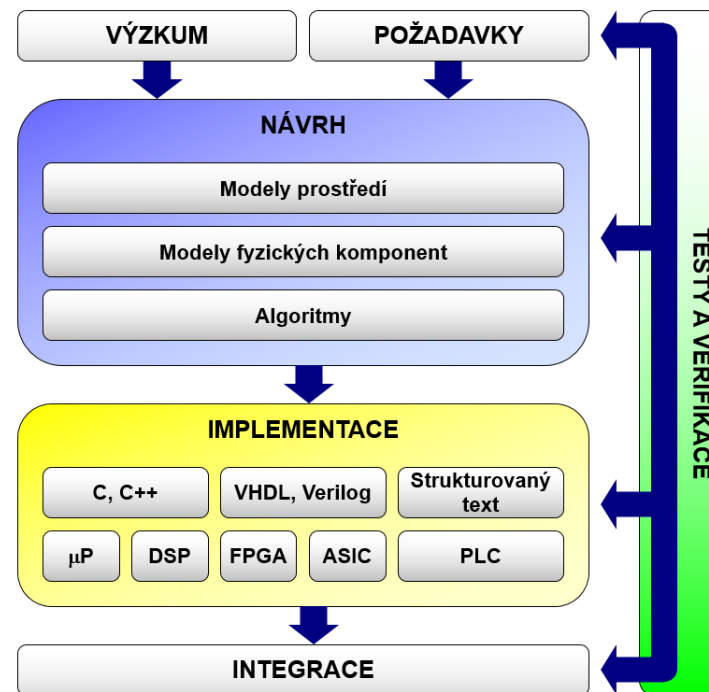 VÝZKUM
POŽADAVKY
NÁVRH
Modely prostředí
Modely fyzických komponent
Algoritmy
IMPLEMENTACE
C, C++
VHDL, Verilog
Strukturovaný
text
μP
DSP
FPGA
ASIC
PLC
INTEGRACE
TESTY A VERIFIKACE